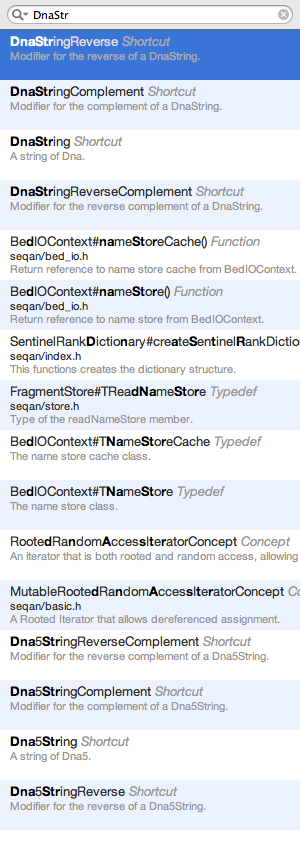 DnaStr
DnaStringReverse Shortcut
Modifier for the reverse of a DnaString.
DnaStringComplement Shortcut
Modifier for the complement of a DnaString.
DnaString Shortcut
A string of Dna.
DnaStringReverseComplement Shortcut
Modifier for the reverse complement of a DnaString.
BedIOContext#nameStoreCache() Function
seqan/bed_io.h
Return reference to name store cache from BedIOContext.
BedIOContext#nameStore() Function
seqan/bed_io.h
Return reference to name store from BedIOContext.
SentinelRankDictionary#createSentinelRankDictio
seqan/index.h
This functions creates the dictionary structure.
FragmentStore#TReadNameStore Typedef
seqan/store.h
Type of the readNameStore member.
BedIOContext#TNameStoreCache Typedef
The name store cache class.
BedIOContext#TNameStore Typedef
The name store class.
RootedRandomAccessIteratorConcept Concept
An iterator that is both rooted and random access, allowing
MutableRootedRandomAccessIteratorConcept Co
seqan/basic.h
A Rooted Iterator that allows dereferenced assignment.
Dna5StringReverseComplement Shortcut
Modifier for the reverse complement of a Dna5String.
Dna5StringComplement Shortcut
Modifier for the complement of a Dna5String.
Dna5String Shortcut
A string of Dna5.
Dna5StringReverse Shortcut
Modifier for the reverse of a Dna5String.